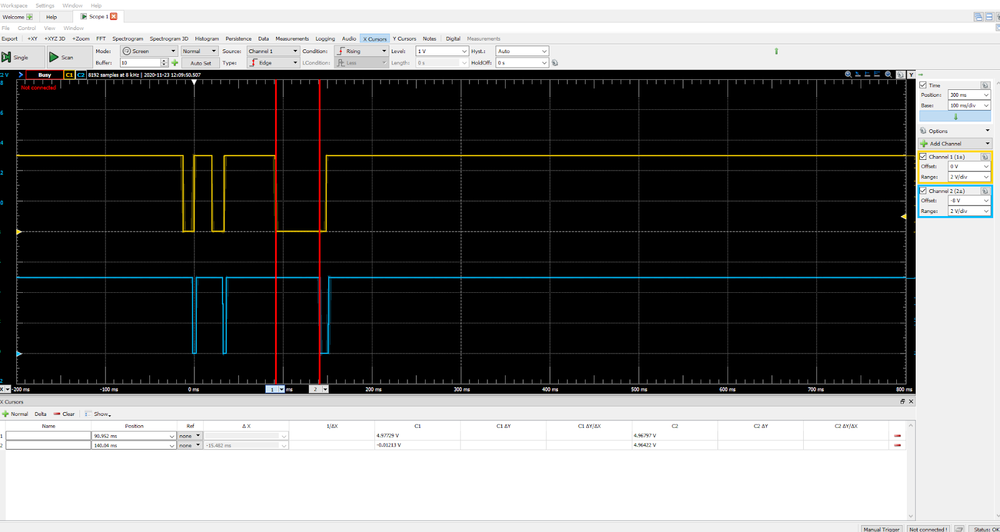 Workspace Settings Window Help
Welcome Help Scope 1
File Control View Window
Export +XY +XYZ 3D +Zoom FFT Spectrogram Spectrogram 3D Histogram Persistence Data Measurements Logging Audio X Cursors Y Cursors Notes Digital Measurements
Single Scan Mode: Screen Normal Source: Channel 1 Condition: Rising Level: 1 V Hyst.: Auto
Buffer: 10 Auto Set Type: Edge LCondition: Less Length: 0 s HoldOff: 0 s
C2 V Busy C1 C2 8192 samples at 8 kHz | 2020-11-23 12:09:50.507 Y
Not connected
Time
Position: 300 ms
Base: 100 ms/div
Options
Add Channel
Channel 1 (1±)
Offset: 0 V
Range: 2 V/div
Channel 2 (2±)
Offset: -8 V
Range: 2 V/div
X -200 ms -100 ms 0 ms 1 ms 2 200 ms 300 ms 400 ms 500 ms 600 ms 700 ms 800 ms
X Cursors
Normal Delta Clear Show
Name Position Ref Δ X 1/ΔX C1 C1 ΔY C1 ΔY/ΔX C2 C2 ΔY C2 ΔY/ΔX
1 90.952 ms none 4.97729 V 4.96797 V
2 140.04 ms none -15.482 ms -0.01213 V 4.96422 V
Manual Trigger Not connected ! Status: OK